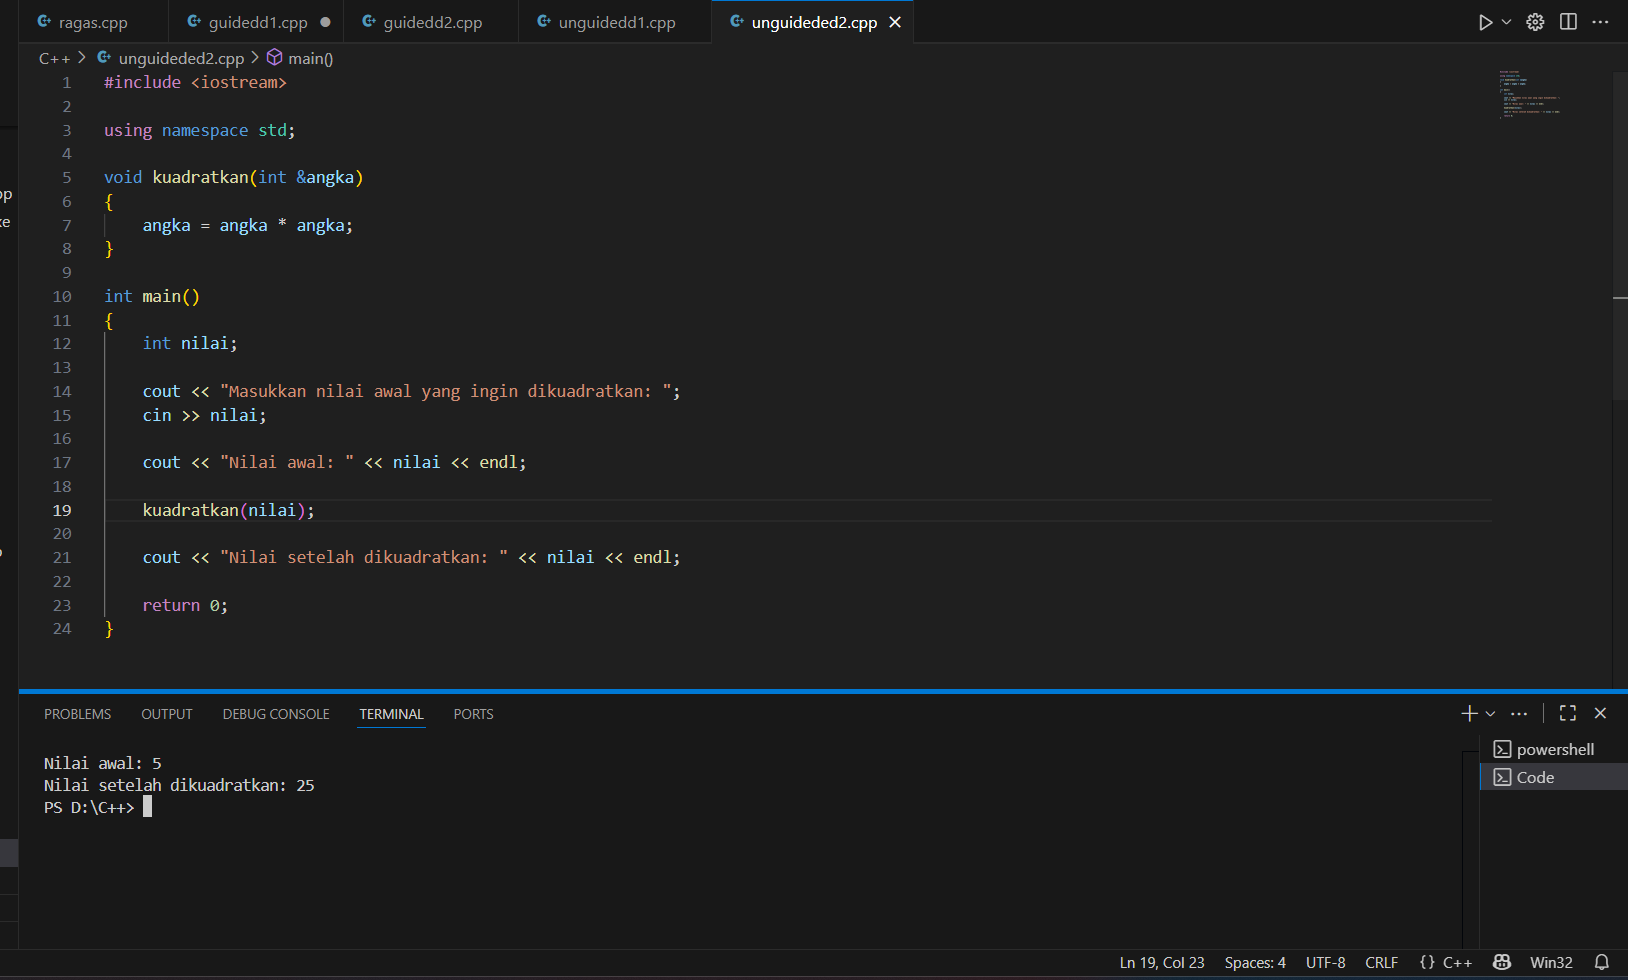 ragas.cpp guidedd1.cpp guidedd2.cpp unguidedd1.cpp unguideded2.cpp
C++ > unguideded2.cpp > main()
1 #include <iostream>
2
3 using namespace std;
4
5 void kuadratkan(int &angka)
6 {
7 angka = angka * angka;
8 }
9
10 int main()
11 {
12 int nilai;
13
14 cout << "Masukkan nilai awal yang ingin dikuadratkan: ";
15 cin >> nilai;
16
17 cout << "Nilai awal: " << nilai << endl;
18
19 kuadratkan(nilai);
20
21 cout << "Nilai setelah dikuadratkan: " << nilai << endl;
22
23 return 0;
24 }
PROBLEMS OUTPUT DEBUG CONSOLE TERMINAL PORTS
Nilai awal: 5
Nilai setelah dikuadratkan: 25
PS D:\C++>
powershell
Code
Ln 19, Col 23 Spaces: 4 UTF-8 CRLF {} C++ Win32